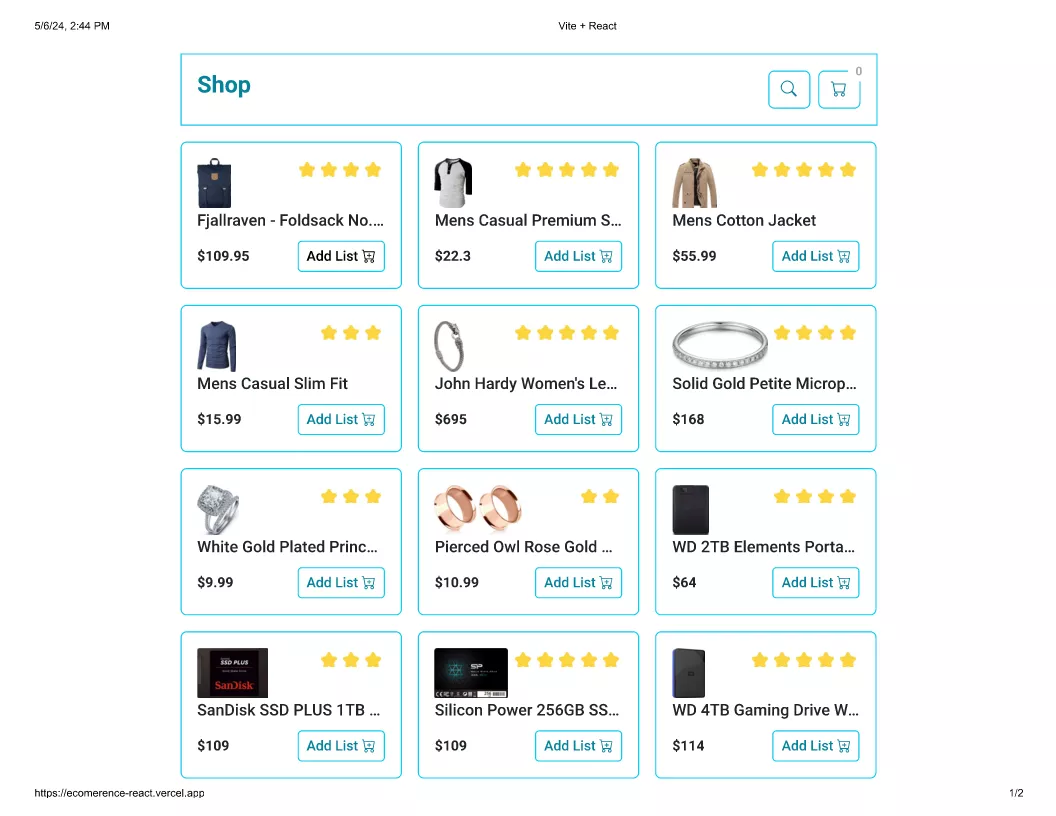 5/6/24, 2:44 PM
Vite + React
Shop
0
Fjallraven - Foldsack No....
$109.95
Add List
Mens Casual Premium S...
$22.3
Add List
Mens Cotton Jacket
$55.99
Add List
Mens Casual Slim Fit
$15.99
Add List
John Hardy Women's Le...
$695
Add List
Solid Gold Petite Microp...
$168
Add List
White Gold Plated Princ...
$9.99
Add List
Pierced Owl Rose Gold ...
$10.99
Add List
WD 2TB Elements Porta...
$64
Add List
SSD PLUS
SanDisk
SanDisk SSD PLUS 1TB ...
$109
Add List
SP
Silicon Power 256GB SS...
$109
Add List
WD 4TB Gaming Drive W...
$114
Add List
https://ecomerence-react.vercel.app
1/2